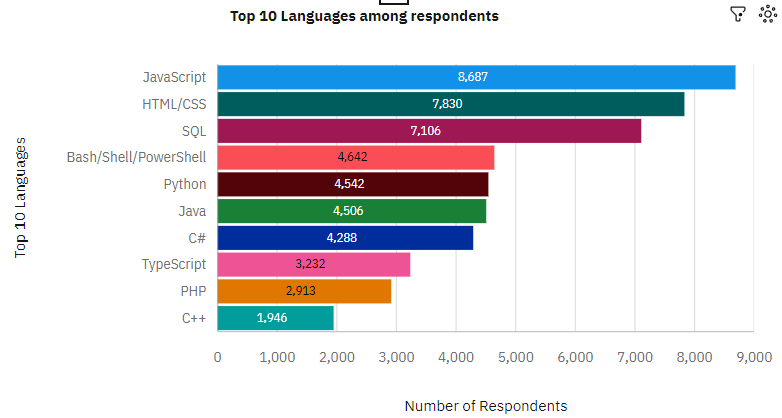 Top 10 Languages among respondents
Top 10 Languages
JavaScript 8,687
HTML/CSS 7,830
SQL 7,106
Bash/Shell/PowerShell 4,642
Python 4,542
Java 4,506
C# 4,288
TypeScript 3,232
PHP 2,913
C++ 1,946
0 1,000 2,000 3,000 4,000 5,000 6,000 7,000 8,000 9,000
Number of Respondents